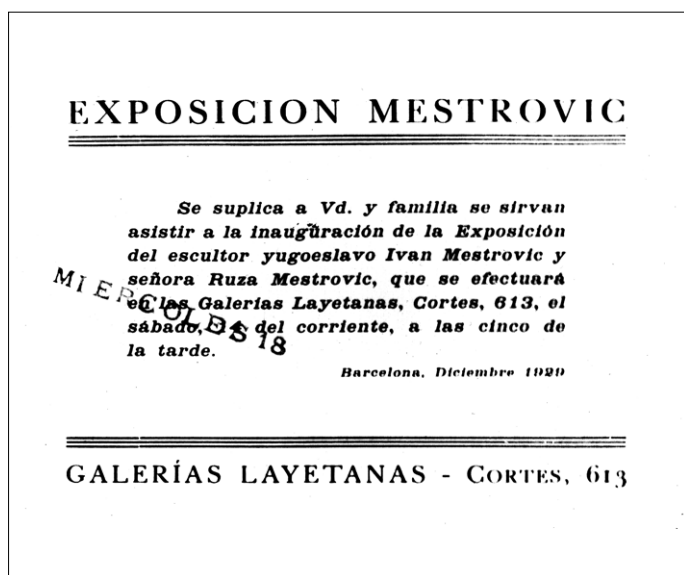 EXPOSICION MESTROVIC
Se suplica a Vd. y familia se sirvan
asistir a la inauguración de la Exposición
del escultor yugoeslavo Ivan Mestrovic y
señora Ruza Mestrovic, que se efectuará
en las Galerías Layetanas, Cortes, 613, el
sábado, 14 del corriente, a las cinco de
la tarde.
MIERCOLES 18
Barcelona, Diciembre 1929
GALERÍAS LAYETANAS - CORTES, 613